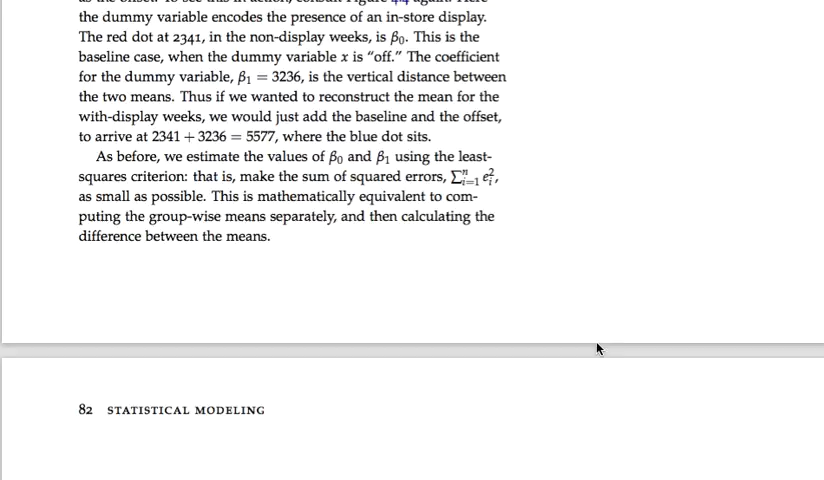 the dummy variable encodes the presence of an in-store display.
The red dot at 2341, in the non-display weeks, is β₀. This is the
baseline case, when the dummy variable x is “off.” The coefficient
for the dummy variable, β₁ = 3236, is the vertical distance between
the two means. Thus if we wanted to reconstruct the mean for the
with-display weeks, we would just add the baseline and the offset,
to arrive at 2341 + 3236 = 5577, where the blue dot sits.
As before, we estimate the values of β₀ and β₁ using the least-
squares criterion: that is, make the sum of squared errors, ∑ⁿᵢ₌₁ eᵢ²,
as small as possible. This is mathematically equivalent to com-
puting the group-wise means separately, and then calculating the
difference between the means.
82 STATISTICAL MODELING